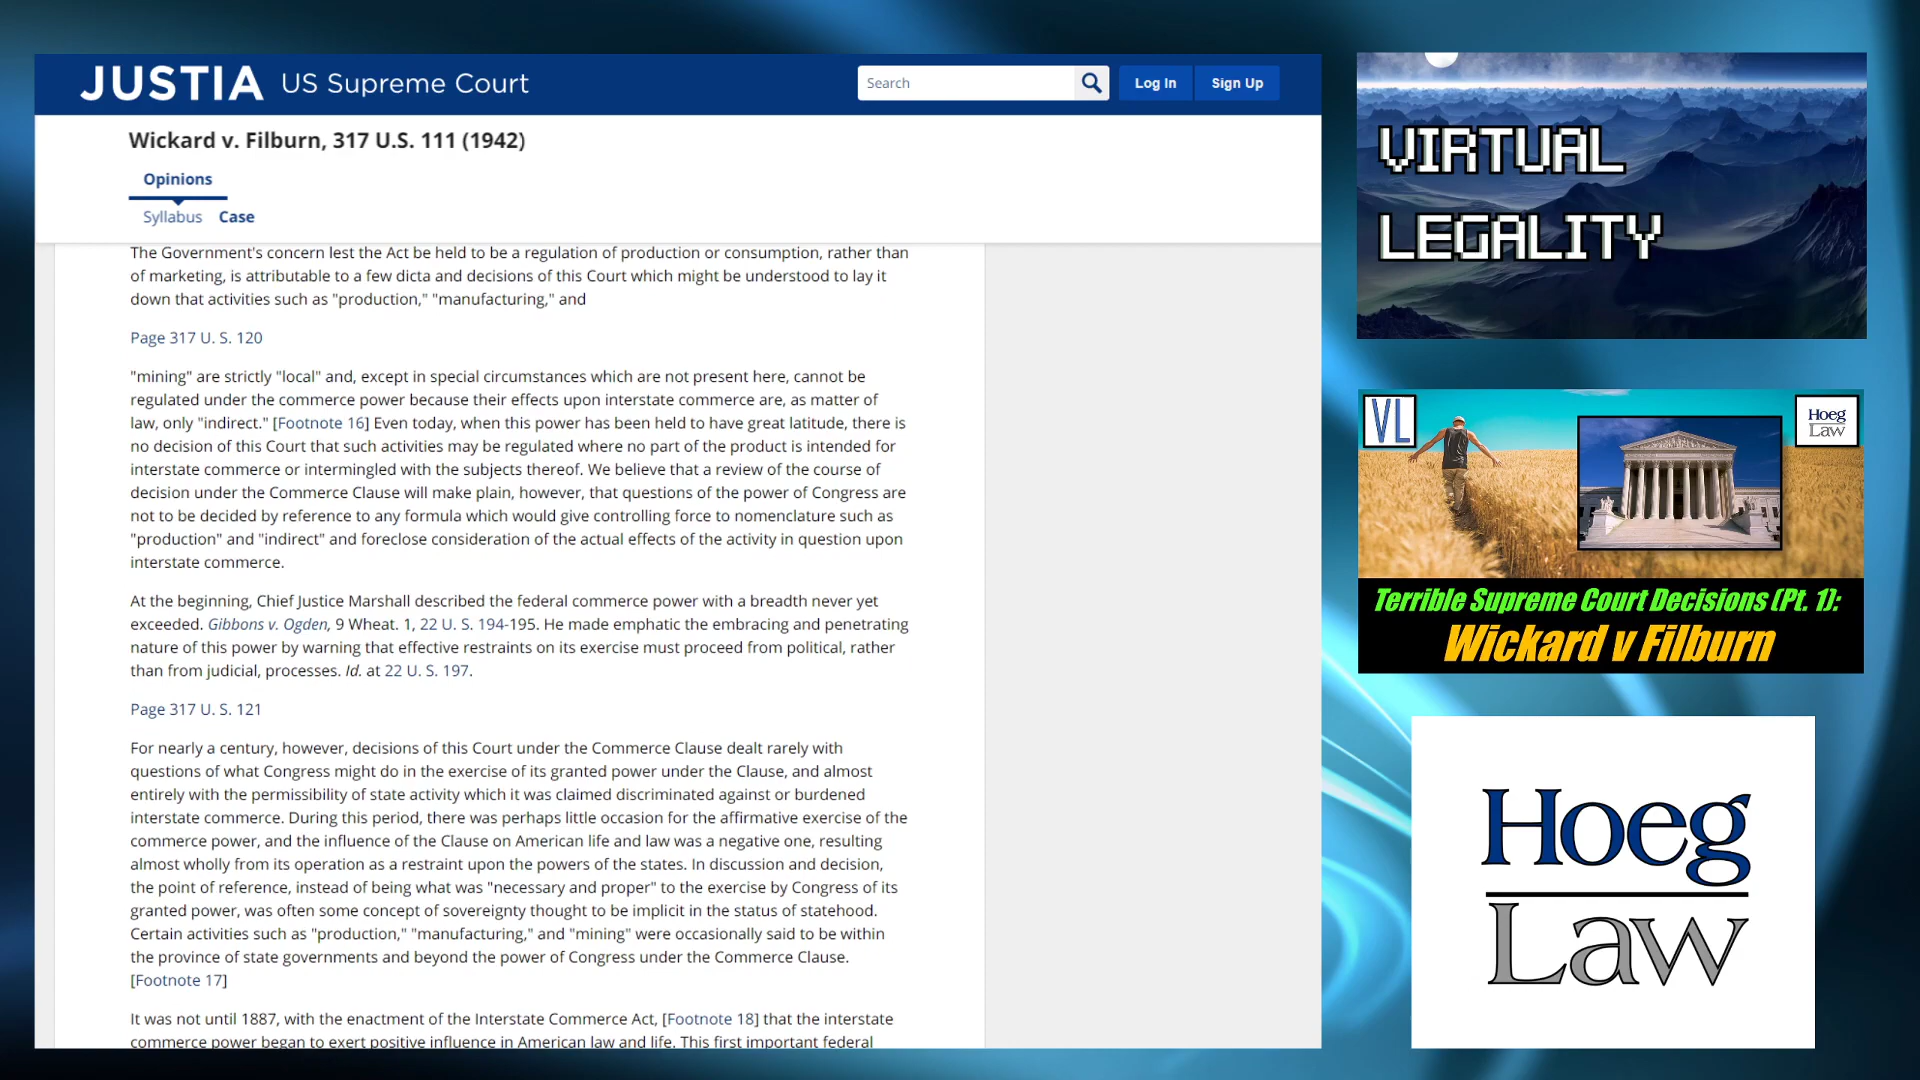 JUSTIA US Supreme Court
Search
Log In
Sign Up
Wickard v. Filburn, 317 U.S. 111 (1942)
Opinions
Syllabus Case
The Government's concern lest the Act be held to be a regulation of production or consumption, rather than
of marketing, is attributable to a few dicta and decisions of this Court which might be understood to lay it
down that activities such as "production," "manufacturing," and
Page 317 U. S. 120
"mining" are strictly "local" and, except in special circumstances which are not present here, cannot be
regulated under the commerce power because their effects upon interstate commerce are, as matter of
law, only "indirect." [Footnote 16] Even today, when this power has been held to have great latitude, there is
no decision of this Court that such activities may be regulated where no part of the product is intended for
interstate commerce or intermingled with the subjects thereof. We believe that a review of the course of
decision under the Commerce Clause will make plain, however, that questions of the power of Congress are
not to be decided by reference to any formula which would give controlling force to nomenclature such as
"production" and "indirect" and foreclose consideration of the actual effects of the activity in question upon
interstate commerce.
At the beginning, Chief Justice Marshall described the federal commerce power with a breadth never yet
exceeded. Gibbons v. Ogden, 9 Wheat. 1, 22 U. S. 194-195. He made emphatic the embracing and penetrating
nature of this power by warning that effective restraints on its exercise must proceed from political, rather
than from judicial, processes. Id. at 22 U. S. 197.
Page 317 U. S. 121
For nearly a century, however, decisions of this Court under the Commerce Clause dealt rarely with
questions of what Congress might do in the exercise of its granted power under the Clause, and almost
entirely with the permissibility of state activity which it was claimed discriminated against or burdened
interstate commerce. During this period, there was perhaps little occasion for the affirmative exercise of the
commerce power, and the influence of the Clause on American life and law was a negative one, resulting
almost wholly from its operation as a restraint upon the powers of the states. In discussion and decision,
the point of reference, instead of being what was "necessary and proper" to the exercise by Congress of its
granted power, was often some concept of sovereignty thought to be implicit in the status of statehood.
Certain activities such as "production," "manufacturing," and "mining" were occasionally said to be within
the province of state governments and beyond the power of Congress under the Commerce Clause.
[Footnote 17]
It was not until 1887, with the enactment of the Interstate Commerce Act, [Footnote 18] that the interstate
commerce power began to exert positive influence in American law and life. This first important federal
VIRTUAL
LEGALITY
VL
Hoeg
Law
Terrible Supreme Court Decisions (Pt. 1):
Wickard v Filburn
Hoeg
Law